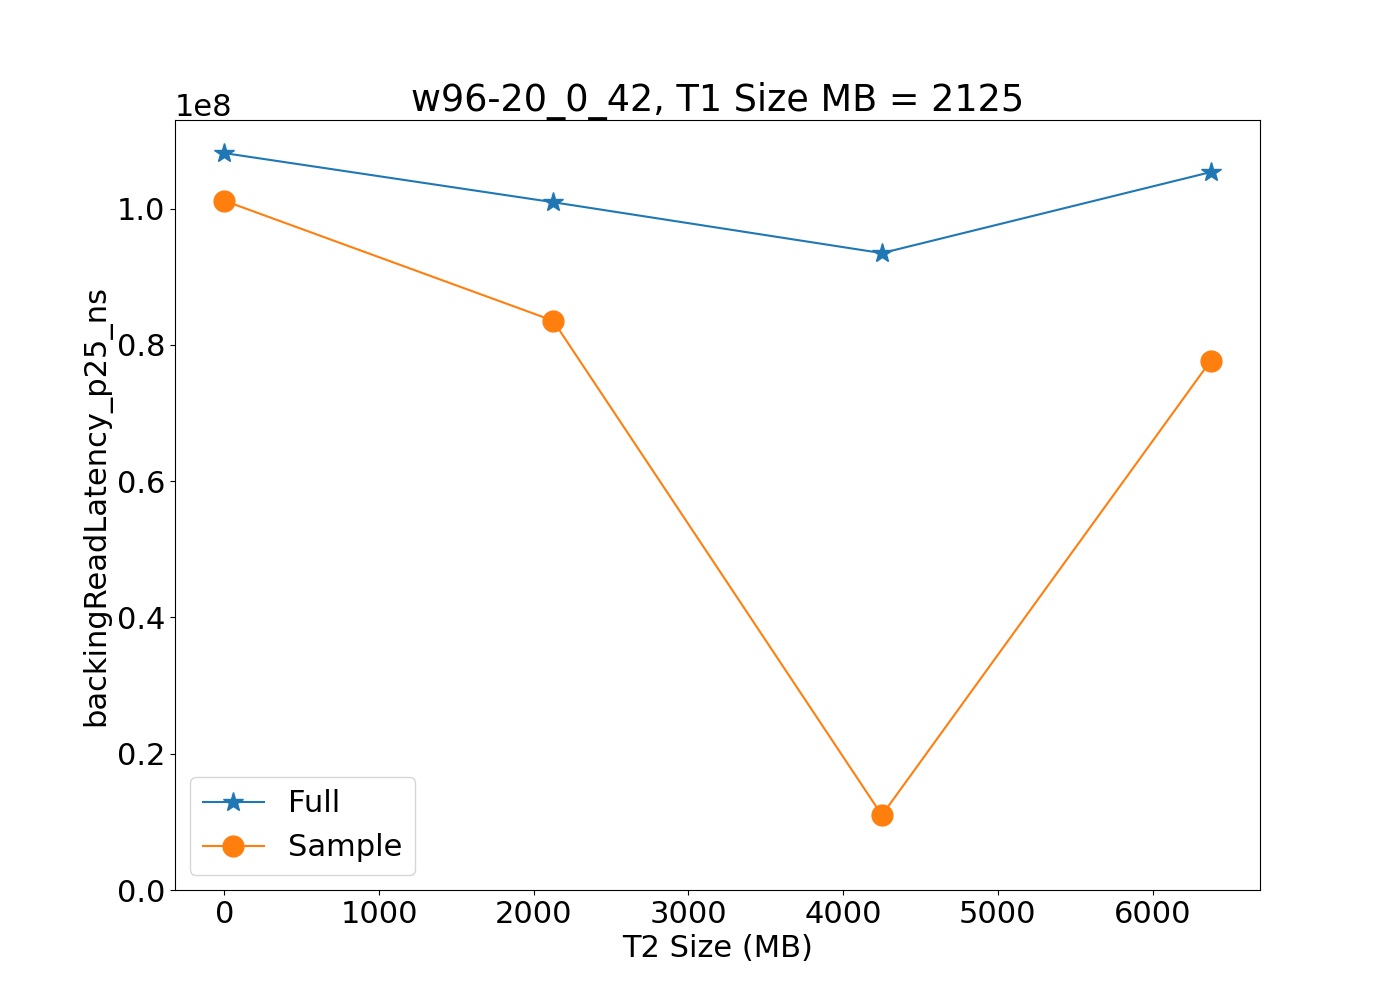 w96-20_0_42, T1 Size MB = 2125
1e8
1.0
0.8
0.6
0.4
0.2
0.0
backingReadLatency_p25_ns
Full
Sample
0 1000 2000 3000 4000 5000 6000
T2 Size (MB)